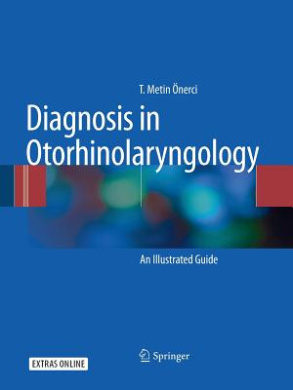 T. Metin Önerci
Diagnosis in
Otorhinolaryngology
An Illustrated Guide
EXTRAS ONLINE
Springer